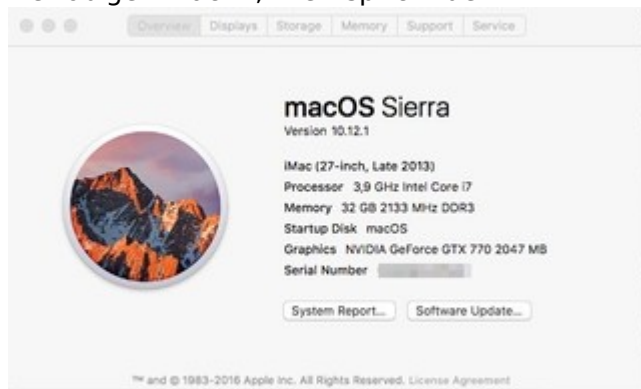 Overview Displays Storage Memory Support Service
macOS Sierra
Version 10.12.1
iMac (27-inch, Late 2013)
Processor 3,9 GHz Intel Core i7
Memory 32 GB 2133 MHz DDR3
Startup Disk macOS
Graphics NVIDIA GeForce GTX 770 2047 MB
Serial Number
System Report...
Software Update...
™ and © 1983-2016 Apple Inc. All Rights Reserved. License Agreement